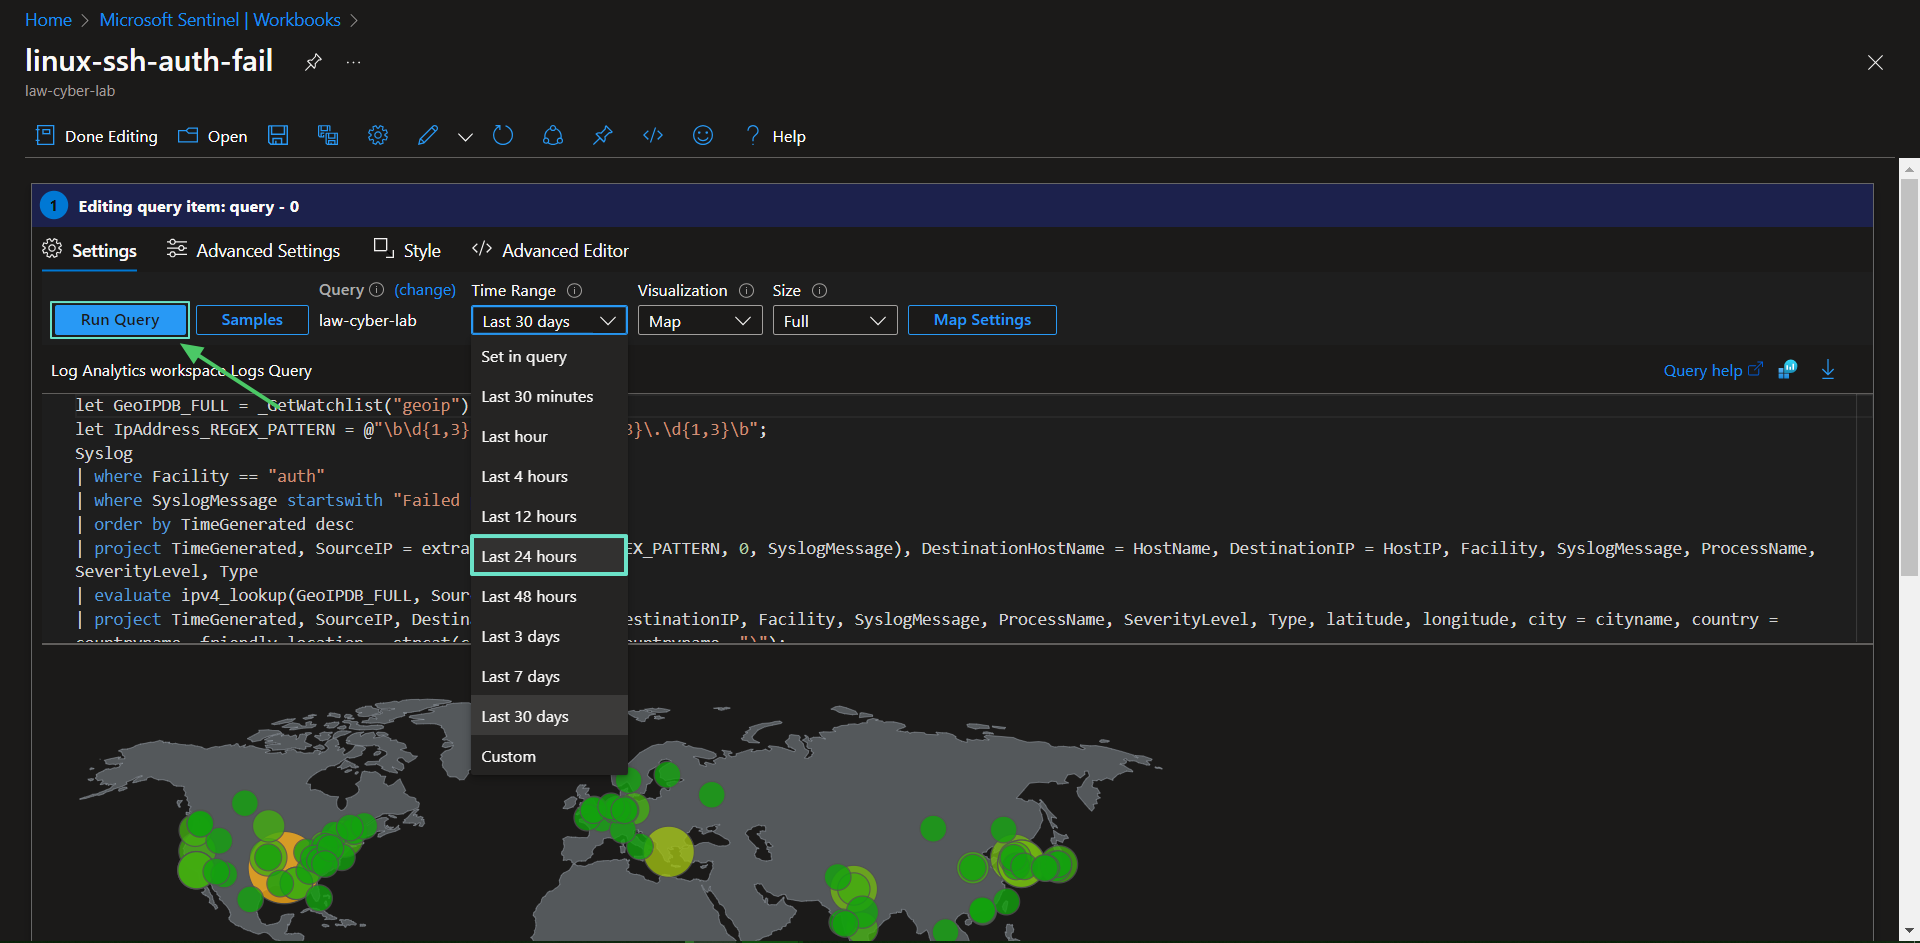 Home > Microsoft Sentinel | Workbooks >
linux-ssh-auth-fail
law-cyber-lab
Done Editing Open Help
1 Editing query item: query - 0
Settings Advanced Settings Style </> Advanced Editor
Query (change) Time Range Visualization Size
Run Query Samples law-cyber-lab Last 30 days Map Full Map Settings
Set in query
Last 30 minutes
Last hour
Last 4 hours
Last 12 hours
Last 24 hours
Last 48 hours
Last 3 days
Last 7 days
Last 30 days
Custom
Log Analytics workspace Logs Query Query help
let GeoIPDB_FULL = _GetWatchlist("geoip")
let IpAddress_REGEX_PATTERN = @"\b\d{1,3} 3}\.\d{1,3}\b";
Syslog
| where Facility == "auth"
| where SyslogMessage startswith "Failed
| order by TimeGenerated desc
| project TimeGenerated, SourceIP = extra EX_PATTERN, 0, SyslogMessage), DestinationHostName = HostName, DestinationIP = HostIP, Facility, SyslogMessage, ProcessName,
SeverityLevel, Type
| evaluate ipv4_lookup(GeoIPDB_FULL, Sour
| project TimeGenerated, SourceIP, Destin estinationIP, Facility, SyslogMessage, ProcessName, SeverityLevel, Type, latitude, longitude, city = cityname, country =